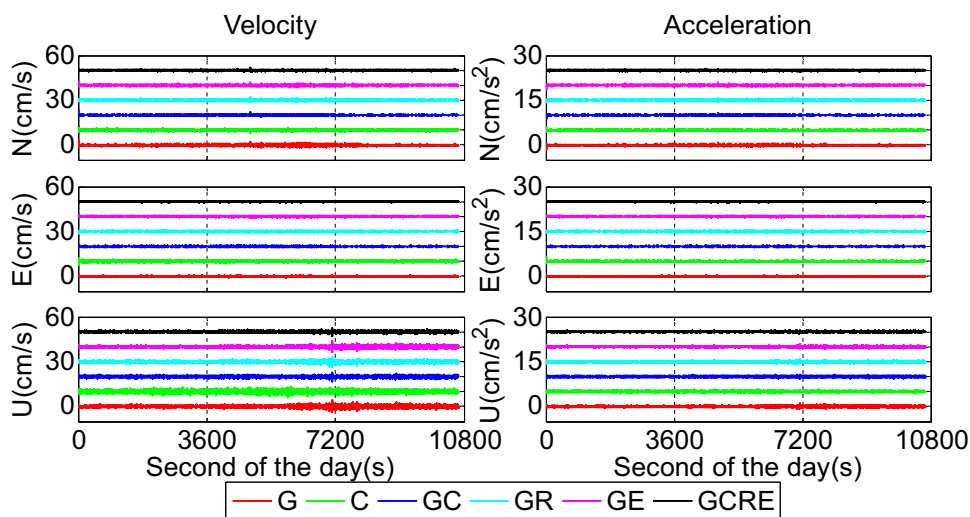 Velocity
Acceleration
N(cm/s)
60
30
0
N(cm/s²)
30
15
0
E(cm/s)
60
30
0
E(cm/s²)
30
15
0
U(cm/s)
60
30
0
U(cm/s²)
30
15
0
0 3600 7200 10800
0 3600 7200 10800
Second of the day(s)
Second of the day(s)
G C GC GR GE GCRE